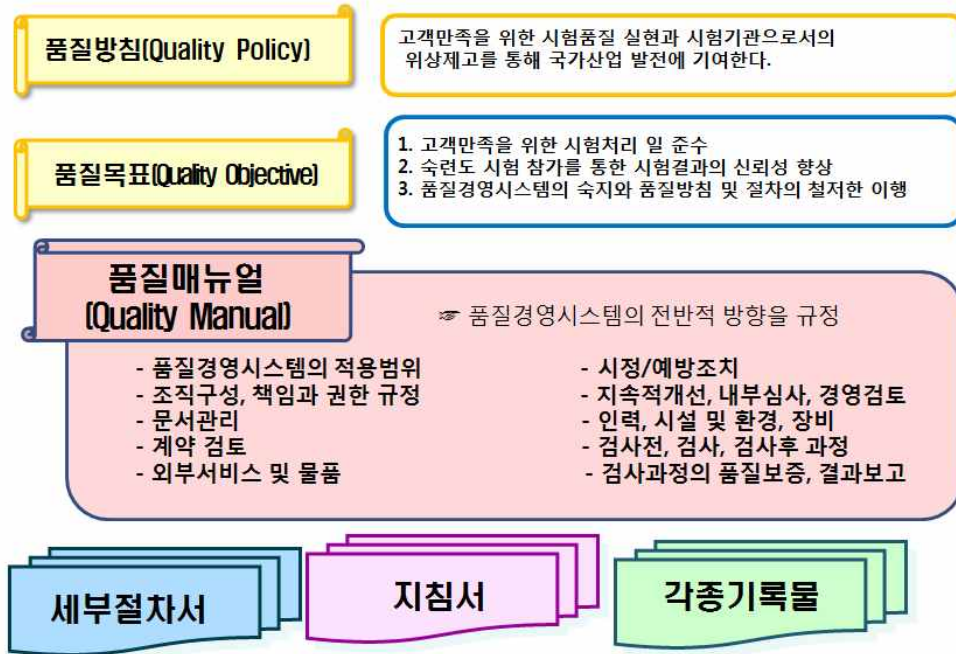 품질방침(Quality Policy)
고객만족을 위한 시험품질 실현과 시험기관으로서의
위상제고를 통해 국가산업 발전에 기여한다.
품질목표(Quality Objective)
1. 고객만족을 위한 시험처리 일 준수
2. 숙련도 시험 참가를 통한 시험결과의 신뢰성 향상
3. 품질경영시스템의 숙지와 품질방침 및 절차의 철저한 이행
품질매뉴얼
(Quality Manual)
☞ 품질경영시스템의 전반적 방향을 규정
- 품질경영시스템의 적용범위
- 조직구성, 책임과 권한 규정
- 문서관리
- 계약 검토
- 외부서비스 및 물품
- 시정/예방조치
- 지속적개선, 내부심사, 경영검토
- 인력, 시설 및 환경, 장비
- 검사전, 검사, 검사후 과정
- 검사과정의 품질보증, 결과보고
세부절차서
지침서
각종기록물